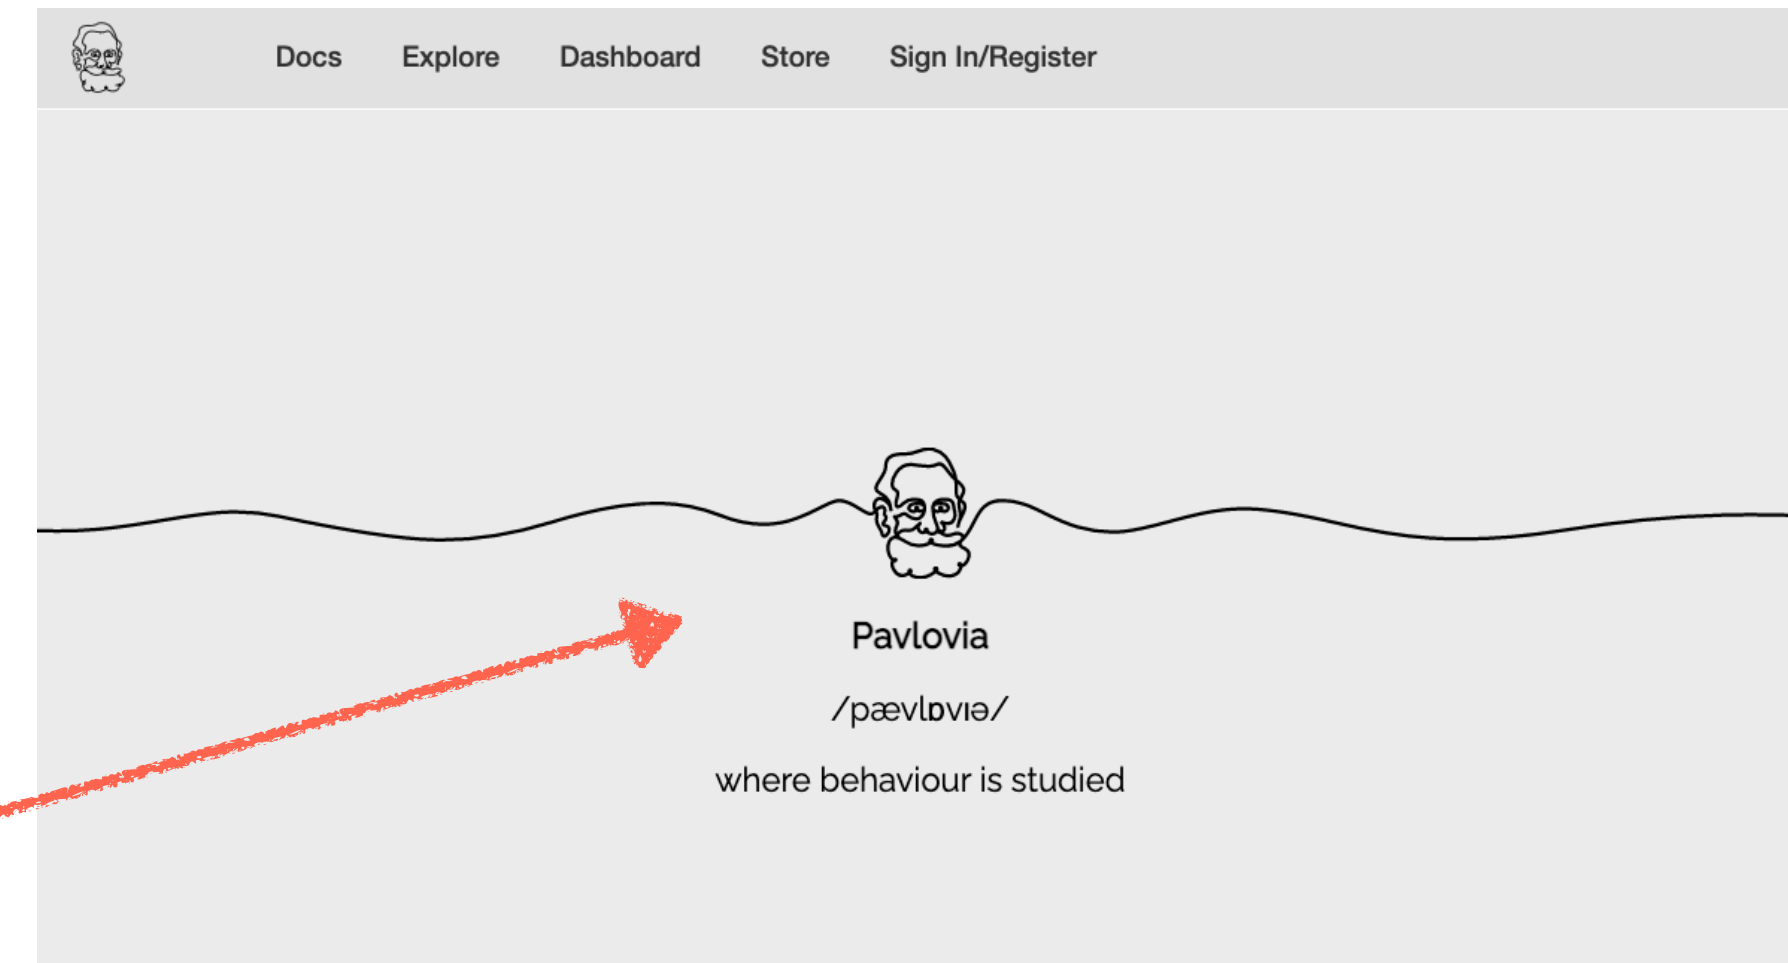 Docs Explore Dashboard Store Sign In/Register
Pavlovia
/pævlɒvɪə/
where behaviour is studied